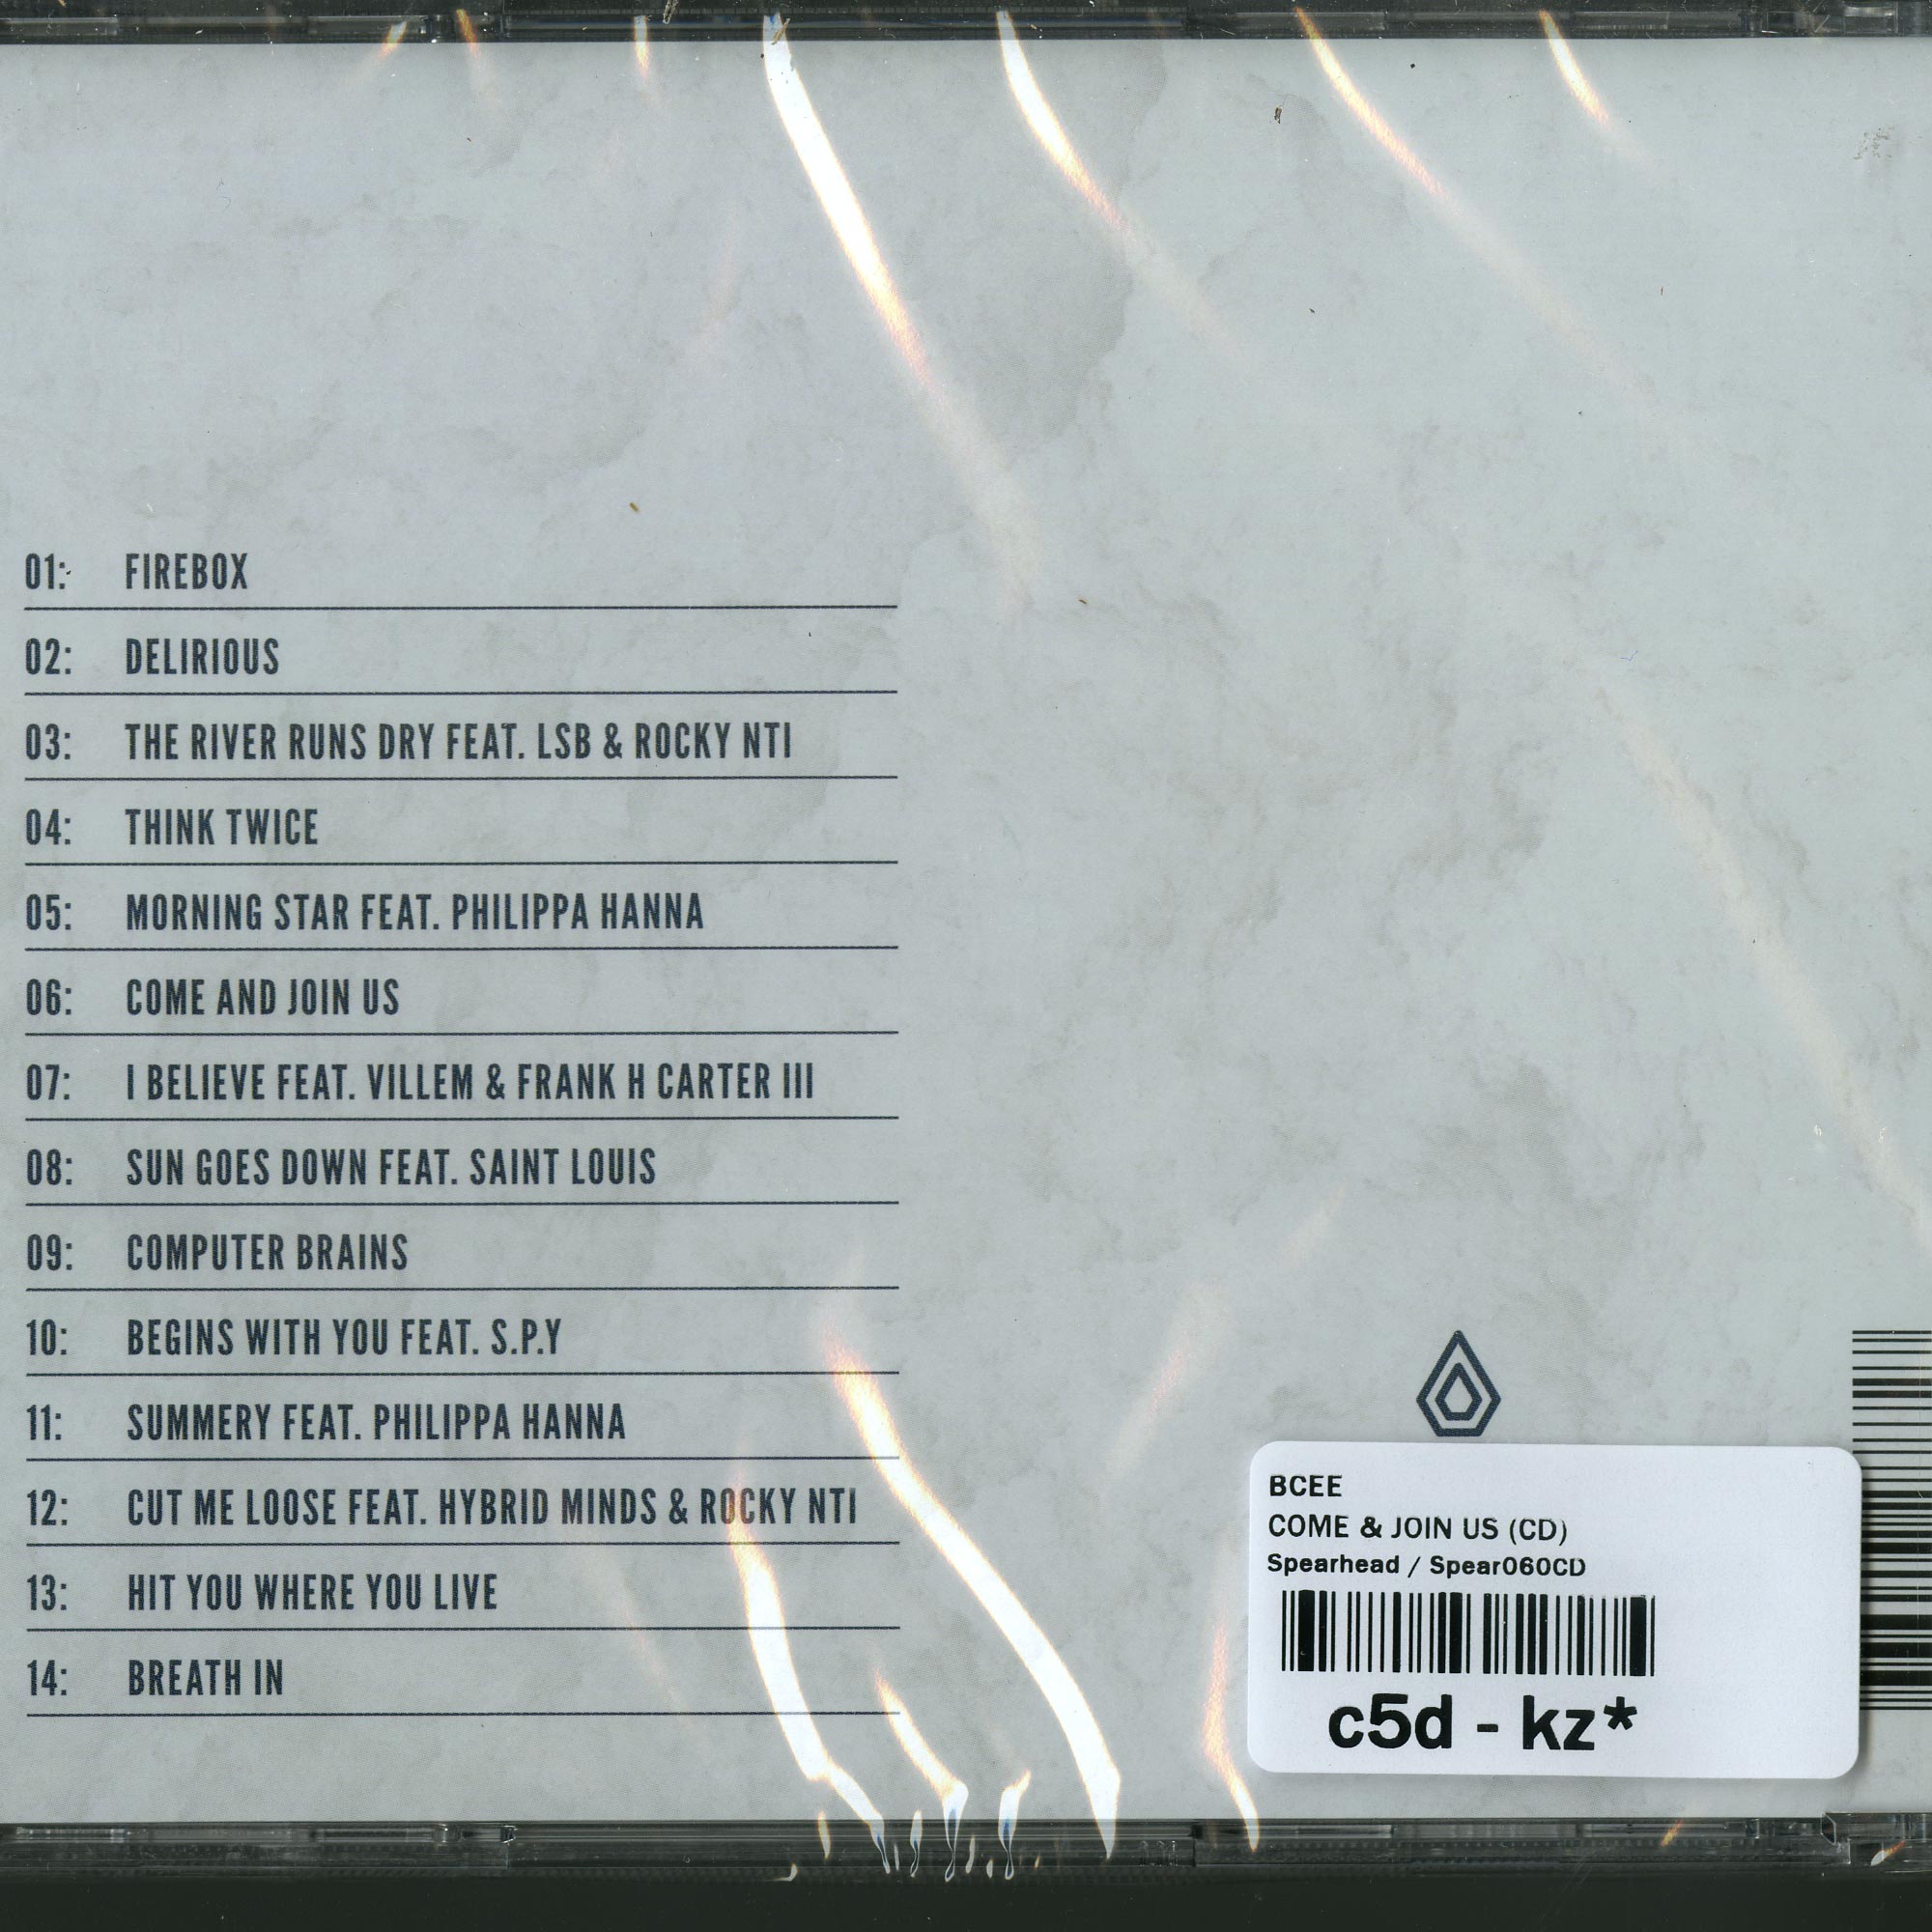 01: FIREBOX
02: DELIRIOUS
03: THE RIVER RUNS DRY FEAT. LSB & ROCKY NTI
04: THINK TWICE
05: MORNING STAR FEAT. PHILIPPA HANNA
06: COME AND JOIN US
07: I BELIEVE FEAT. VILLEM & FRANK H CARTER III
08: SUN GOES DOWN FEAT. SAINT LOUIS
09: COMPUTER BRAINS
10: BEGINS WITH YOU FEAT. S.P.Y
11: SUMMERY FEAT. PHILIPPA HANNA
12: CUT ME LOOSE FEAT. HYBRID MINDS & ROCKY NTI
13: HIT YOU WHERE YOU LIVE
14: BREATH IN
BCEE
COME & JOIN US (CD)
Spearhead / Spear060CD
c5d - kz*